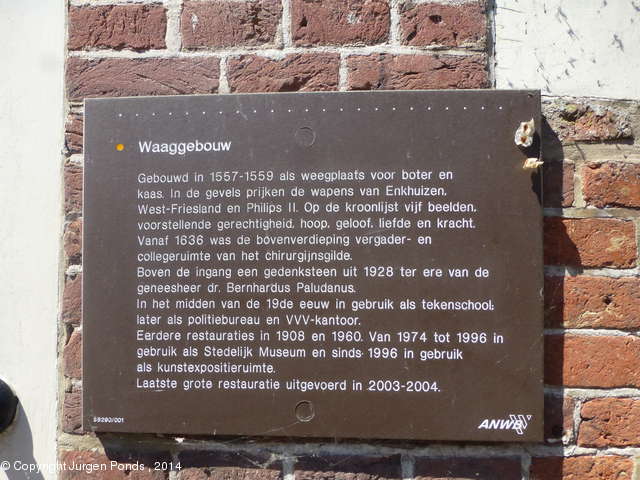 Waaggebouw
Gebouwd in 1557-1559 als weegplaats voor boter en
kaas. In de gevels prijken de wapens van Enkhuizen,
West-Friesland en Philips II. Op de kroonlijst vijf beelden,
voorstellende gerechtigheid, hoop, geloof, liefde en kracht.
Vanaf 1636 was de bovenverdieping vergader- en
collegeruimte van het chirurgijnsgilde.
Boven de ingang een gedenksteen uit 1928 ter ere van de
geneesheer dr. Bernhardus Paludanus.
In het midden van de 19de eeuw in gebruik als tekenschool;
later als politiebureau en VVV-kantoor.
Eerdere restauraties in 1908 en 1960. Van 1974 tot 1996 in
gebruik als Stedelijk Museum en sinds 1996 in gebruik
als kunstexpositieruimte.
Laatste grote restauratie uitgevoerd in 2003-2004.
59280/001
ANWB
© Copyright Jurgen Ponds, 2014